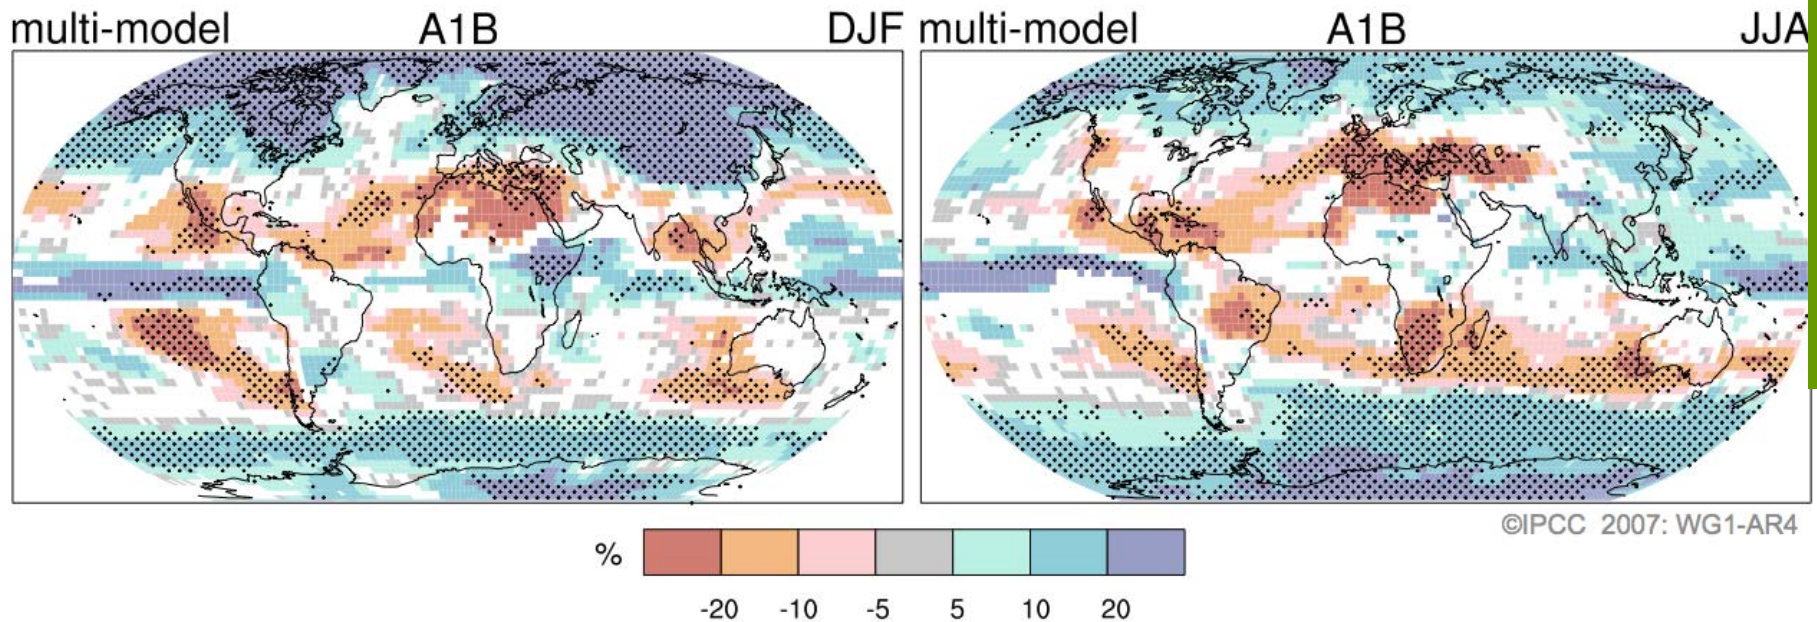 multi-model A1B DJF
multi-model A1B JJA
©IPCC 2007: WG1-AR4
%
-20 -10 -5 5 10 20